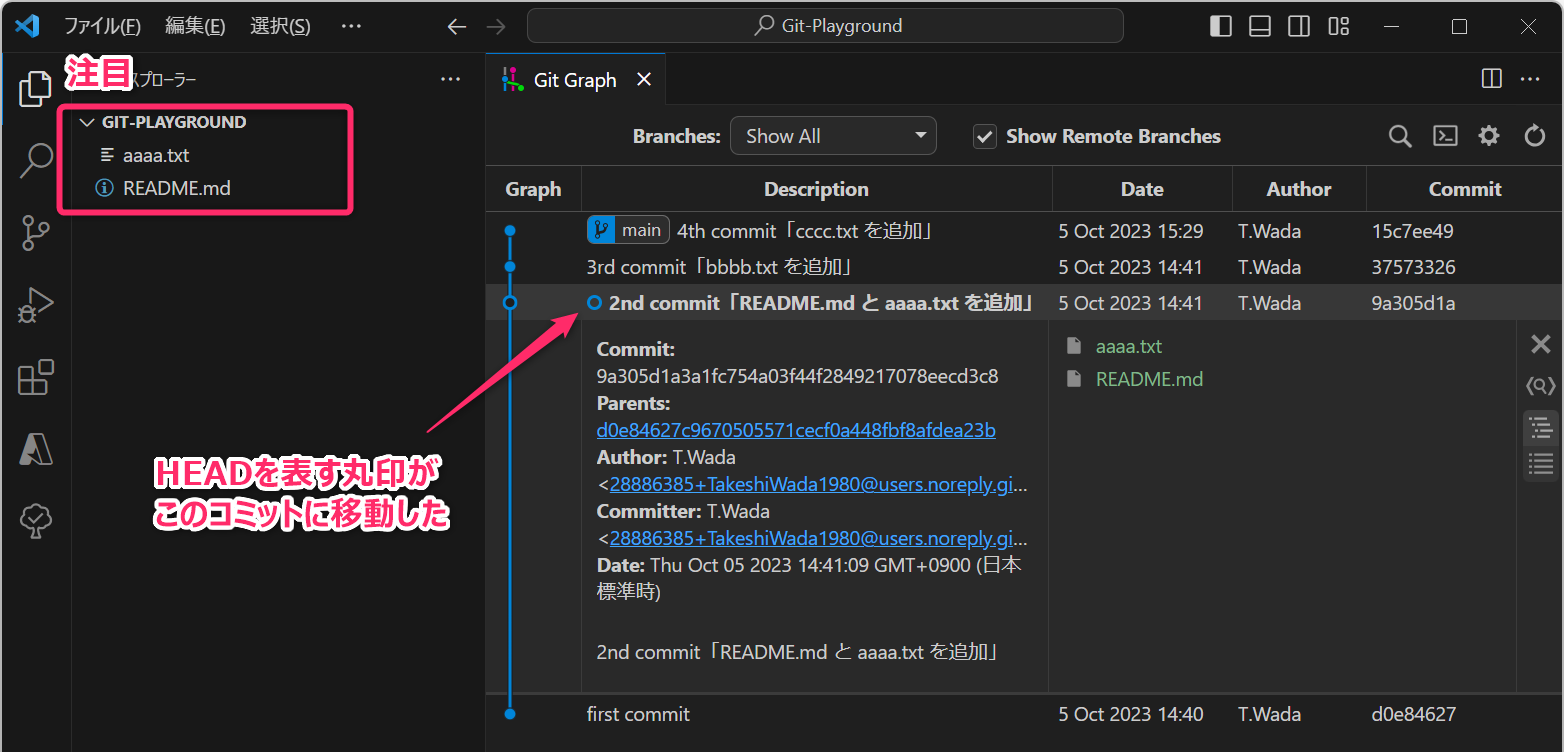 ファイル(F) 編集(E) 選択(S) ··· Git-Playground
注目
スプローラー ···
GIT-PLAYGROUND
aaaa.txt
README.md
HEADを表す丸印が
このコミットに移動した
Git Graph
Branches: Show All Show Remote Branches
Graph Description Date Author Commit
main 4th commit「cccc.txt を追加」 5 Oct 2023 15:29 T.Wada 15c7ee49
3rd commit「bbbb.txt を追加」 5 Oct 2023 14:41 T.Wada 37573326
2nd commit「README.md と aaaa.txt を追加」 5 Oct 2023 14:41 T.Wada 9a305d1a
Commit:
9a305d1a3a1fc754a03f44f2849217078eecd3c8
Parents:
d0e84627c9670505571cecf0a448fbf8afdea23b
Author: T.Wada
<28886385+TakeshiWada1980@users.noreply.gi...
Committer: T.Wada
<28886385+TakeshiWada1980@users.noreply.gi...
Date: Thu Oct 05 2023 14:41:09 GMT+0900 (日本
標準時)
2nd commit「README.md と aaaa.txt を追加」
aaaa.txt
README.md
first commit 5 Oct 2023 14:40 T.Wada d0e84627